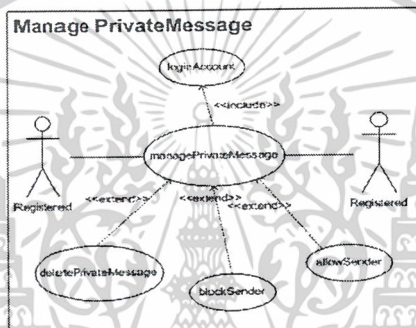 Manage PrivateMessage
loginAccount
<<include>>
managePrivateMessage
Registered
Registered
<<extend>>
<<extend>>
<<extend>>
deletePrivateMessage
blockSender
allowSender